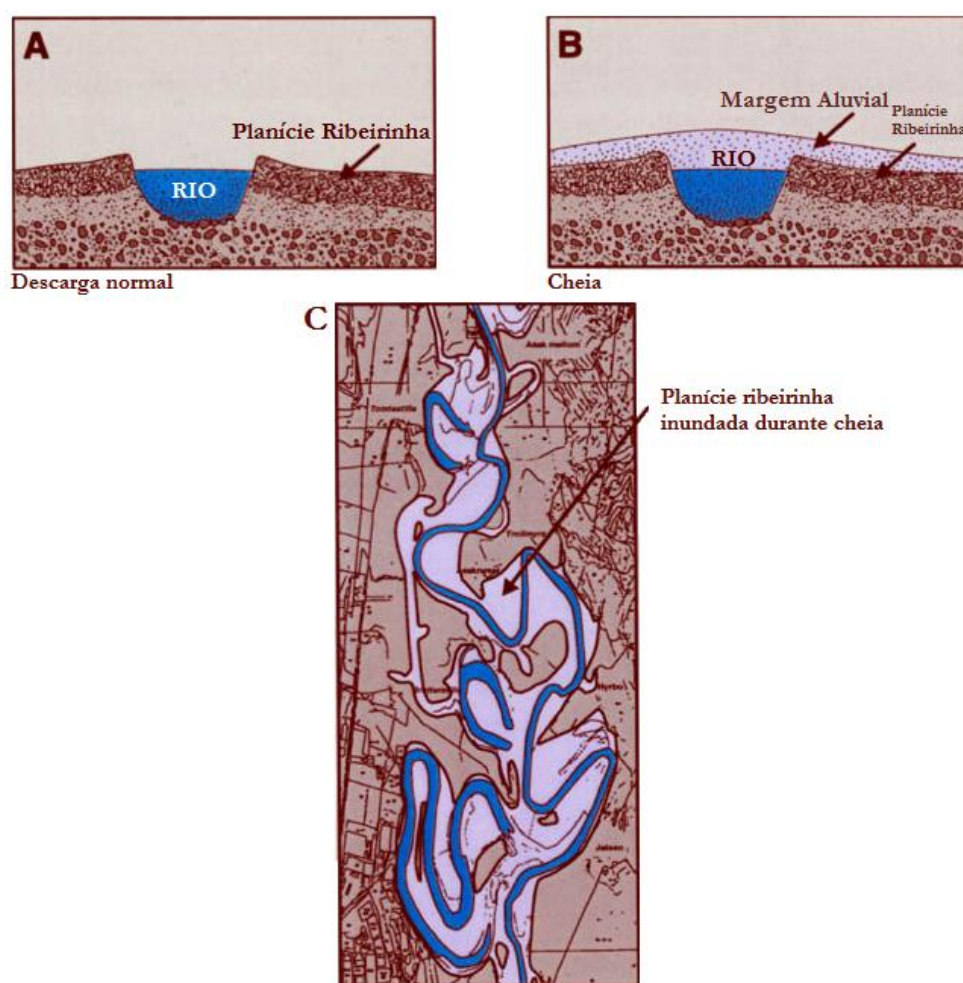 A
Planície Ribeirinha
RIO
Descarga normal
B
Margem Aluvial
Planície
Ribeirinha
RIO
Cheia
C
Planície ribeirinha
inundada durante cheia